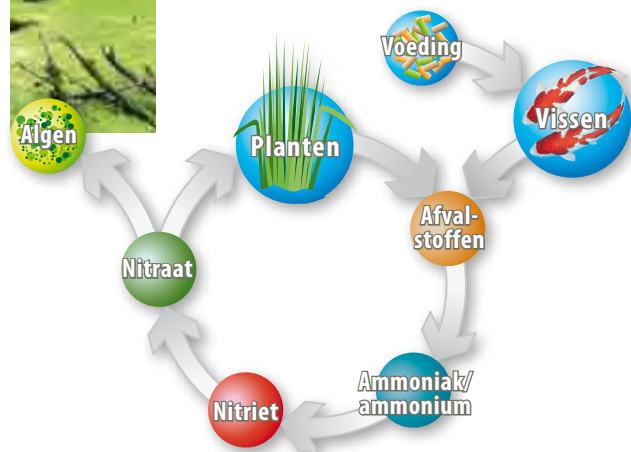 Voeding
Vissen
Algen
Planten
Afval-
stoffen
Nitraat
Ammoniak/
ammonium
Nitriet